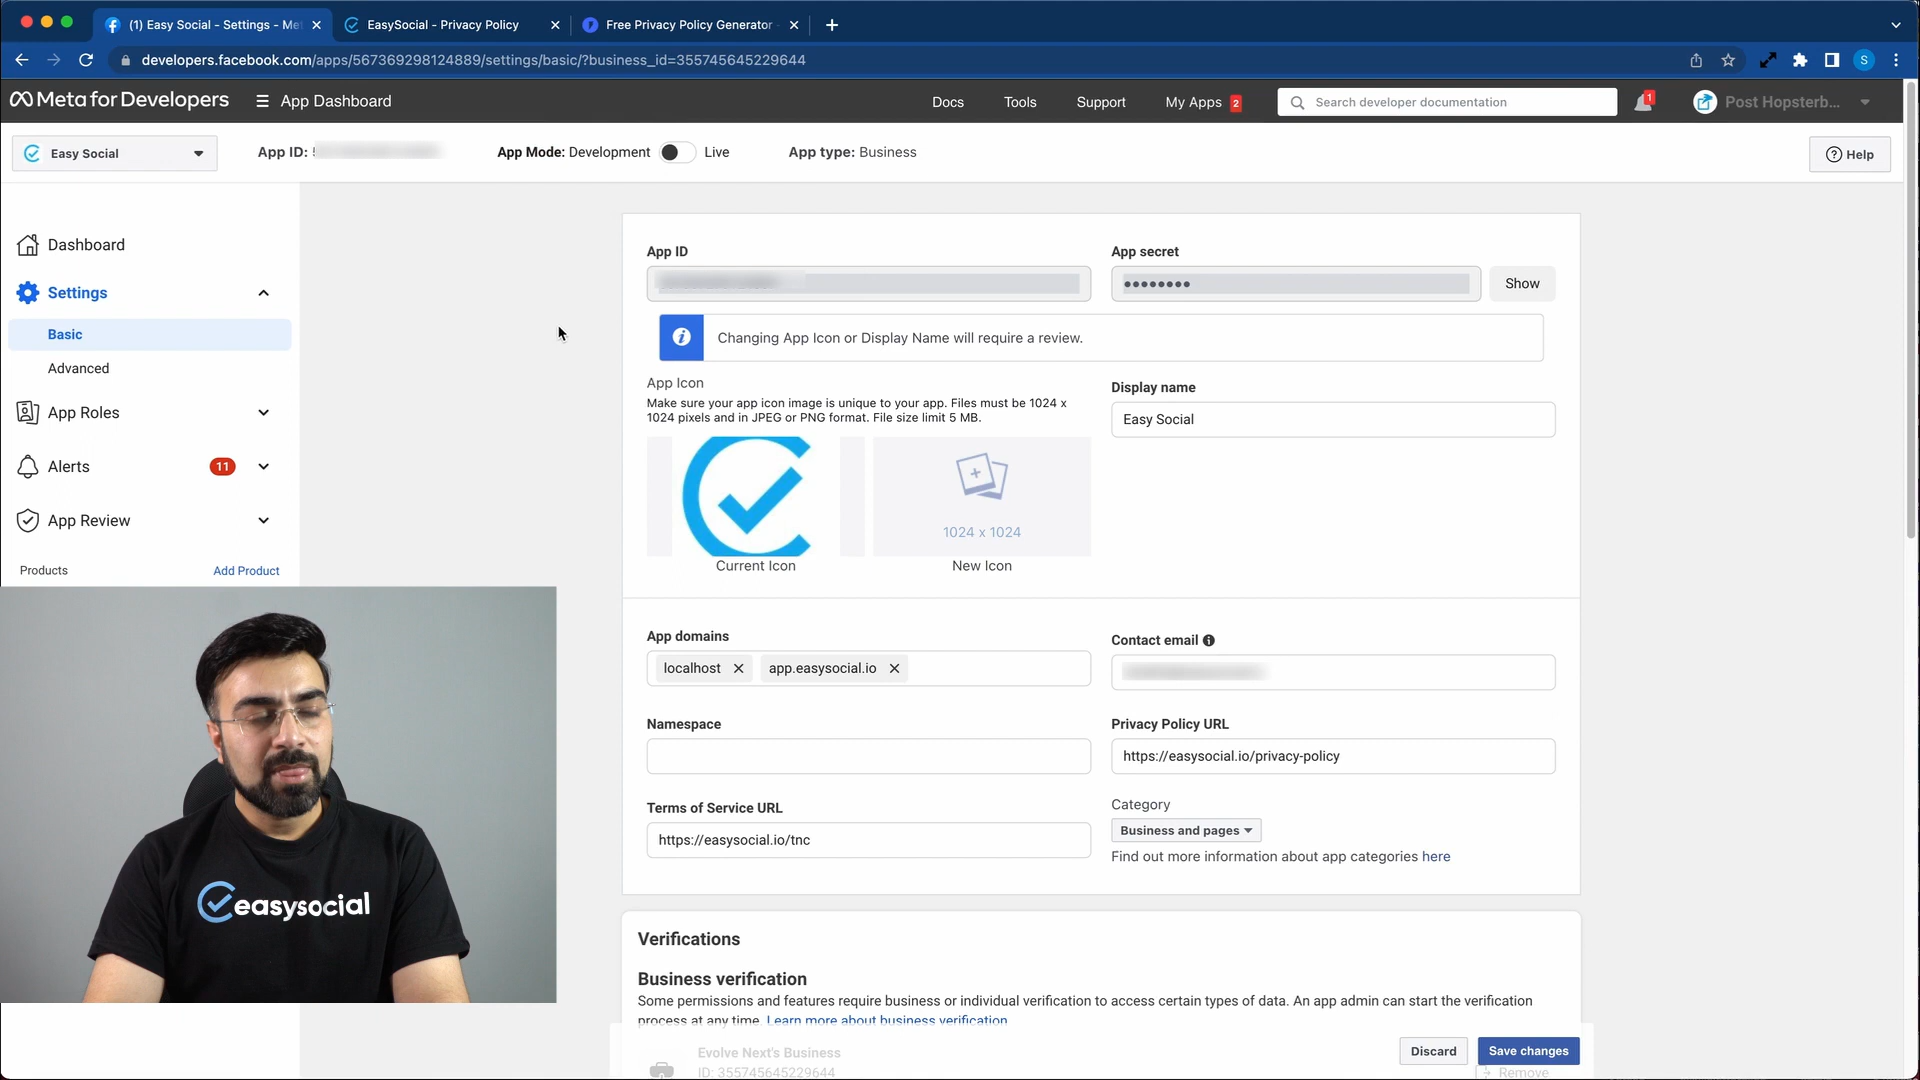 (1) Easy Social - Settings - Me
EasySocial - Privacy Policy
Free Privacy Policy Generator
developers.facebook.com/apps/567369298124889/settings/basic/?business_id=355745645229644
S
Meta for Developers
App Dashboard
Docs
Tools
Support
My Apps 2
Search developer documentation
1
Post Hopsterb...
Easy Social
App ID:
App Mode: Development
Live
App type: Business
Help
Dashboard
Settings
Basic
Advanced
App Roles
Alerts
11
App Review
Products
Add Product
App ID
App secret
••••••••
Show
Changing App Icon or Display Name will require a review.
App Icon
Make sure your app icon image is unique to your app. Files must be 1024 x
1024 pixels and in JPEG or PNG format. File size limit 5 MB.
Display name
Easy Social
1024 x 1024
Current Icon
New Icon
App domains
localhost
app.easysocial.io
Contact email
Namespace
Privacy Policy URL
https://easysocial.io/privacy-policy
Terms of Service URL
https://easysocial.io/tnc
Category
Business and pages
Find out more information about app categories here
easysocial
Verifications
Business verification
Some permissions and features require business or individual verification to access certain types of data. An app admin can start the verification
process at any time. Learn more about business verification
Evolve Next's Business
ID: 355745645229644
Discard
Save changes
Remove